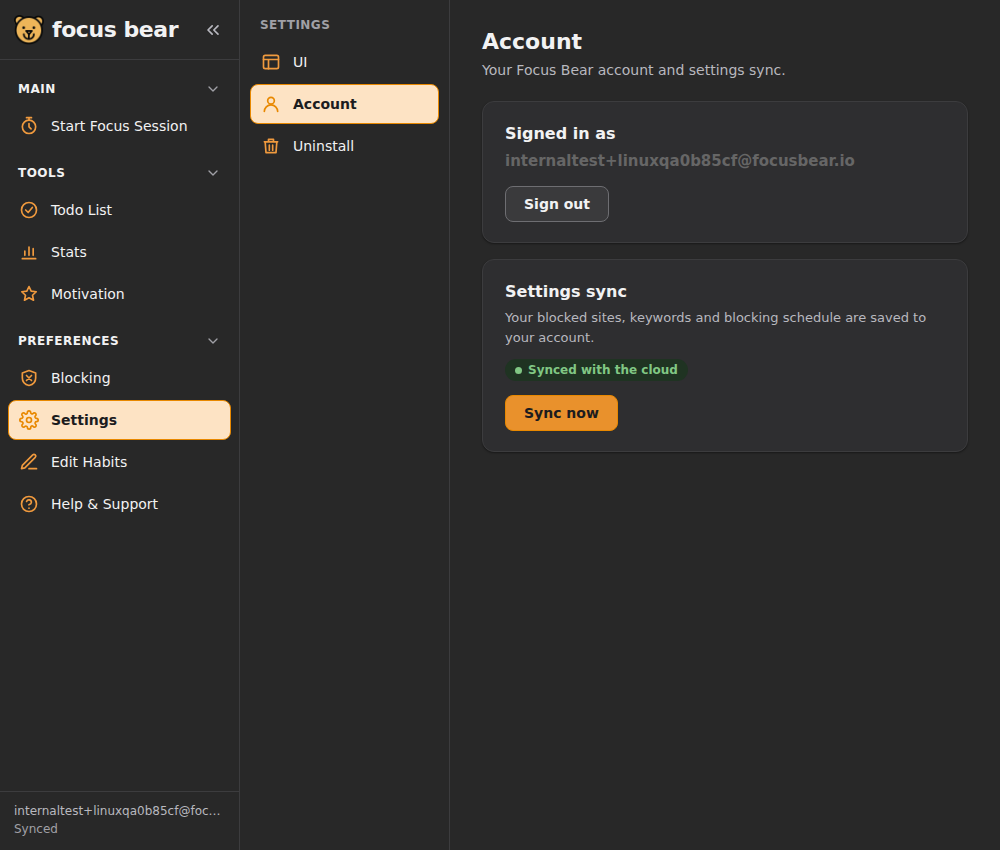 focus bear
MAIN
Start Focus Session
TOOLS
Todo List
Stats
Motivation
PREFERENCES
Blocking
Settings
Edit Habits
Help & Support
internaltest+linuxqa0b85cf@foc...
Synced
SETTINGS
UI
Account
Uninstall
Account
Your Focus Bear account and settings sync.
Signed in as
internaltest+linuxqa0b85cf@focusbear.io
Sign out
Settings sync
Your blocked sites, keywords and blocking schedule are saved to
your account.
Synced with the cloud
Sync now